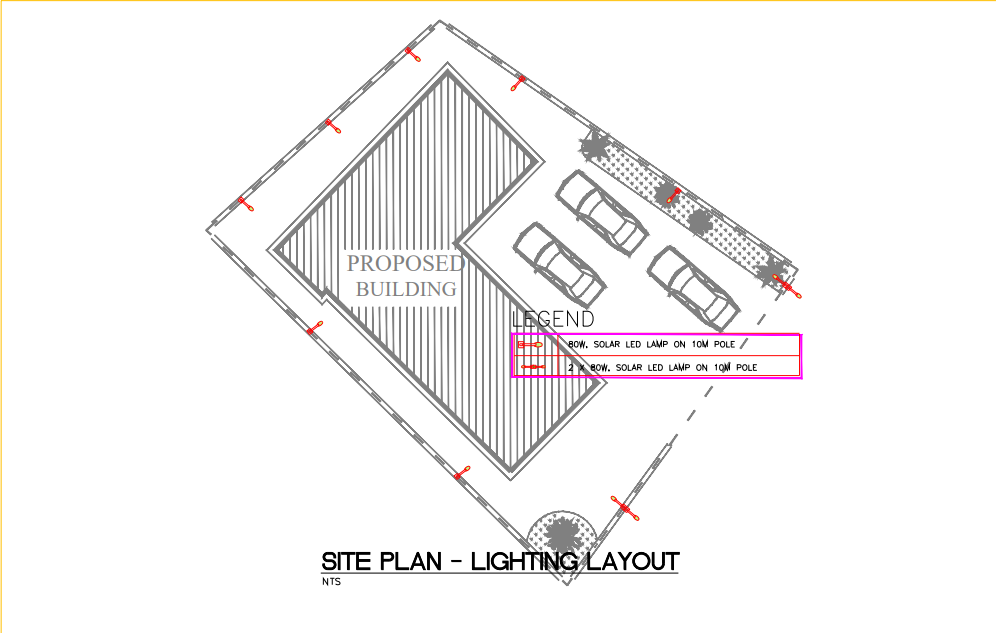 PROPOSED
BUILDING
LEGEND
80W. SOLAR LED LAMP ON 10M POLE
2 X 80W. SOLAR LED LAMP ON 10M POLE
SITE PLAN - LIGHTING LAYOUT
NTS